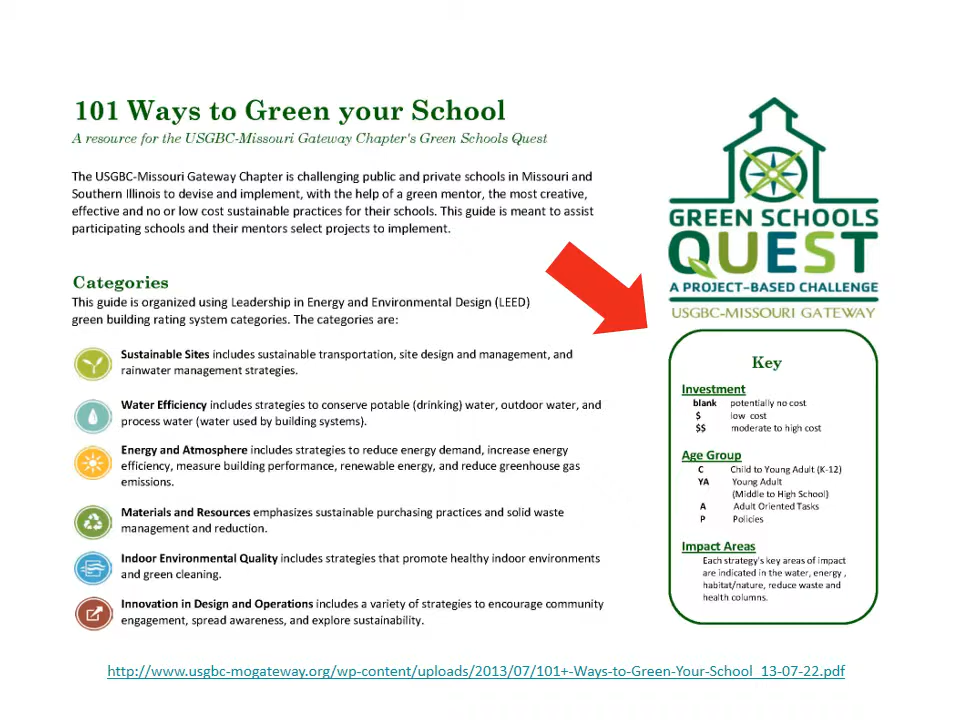 101 Ways to Green your School
A resource for the USGBC-Missouri Gateway Chapter's Green Schools Quest
The USGBC-Missouri Gateway Chapter is challenging public and private schools in Missouri and
Southern Illinois to devise and implement, with the help of a green mentor, the most creative,
effective and no or low cost sustainable practices for their schools. This guide is meant to assist
participating schools and their mentors select projects to implement.
Categories
This guide is organized using Leadership in Energy and Environmental Design (LEED)
green building rating system categories. The categories are:
Sustainable Sites includes sustainable transportation, site design and management, and
rainwater management strategies.
Water Efficiency includes strategies to conserve potable (drinking) water, outdoor water, and
process water (water used by building systems).
Energy and Atmosphere includes strategies to reduce energy demand, increase energy
efficiency, measure building performance, renewable energy, and reduce greenhouse gas
emissions.
Materials and Resources emphasizes sustainable purchasing practices and solid waste
management and reduction.
Indoor Environmental Quality includes strategies that promote healthy indoor environments
and green cleaning.
Innovation in Design and Operations includes a variety of strategies to encourage community
engagement, spread awareness, and explore sustainability.
GREEN SCHOOLS
QUEST
A PROJECT-BASED CHALLENGE
USGBC-MISSOURI GATEWAY
Key
Investment
blank potentially no cost
$ low cost
$$ moderate to high cost
Age Group
C Child to Young Adult (K-12)
YA Young Adult
(Middle to High School)
A Adult Oriented Tasks
P Policies
Impact Areas
Each strategy's key areas of impact
are indicated in the water, energy ,
habitat/nature, reduce waste and
health columns.
http://www.usgbc-mogateway.org/wp-content/uploads/2013/07/101+-Ways-to-Green-Your-School_13-07-22.pdf